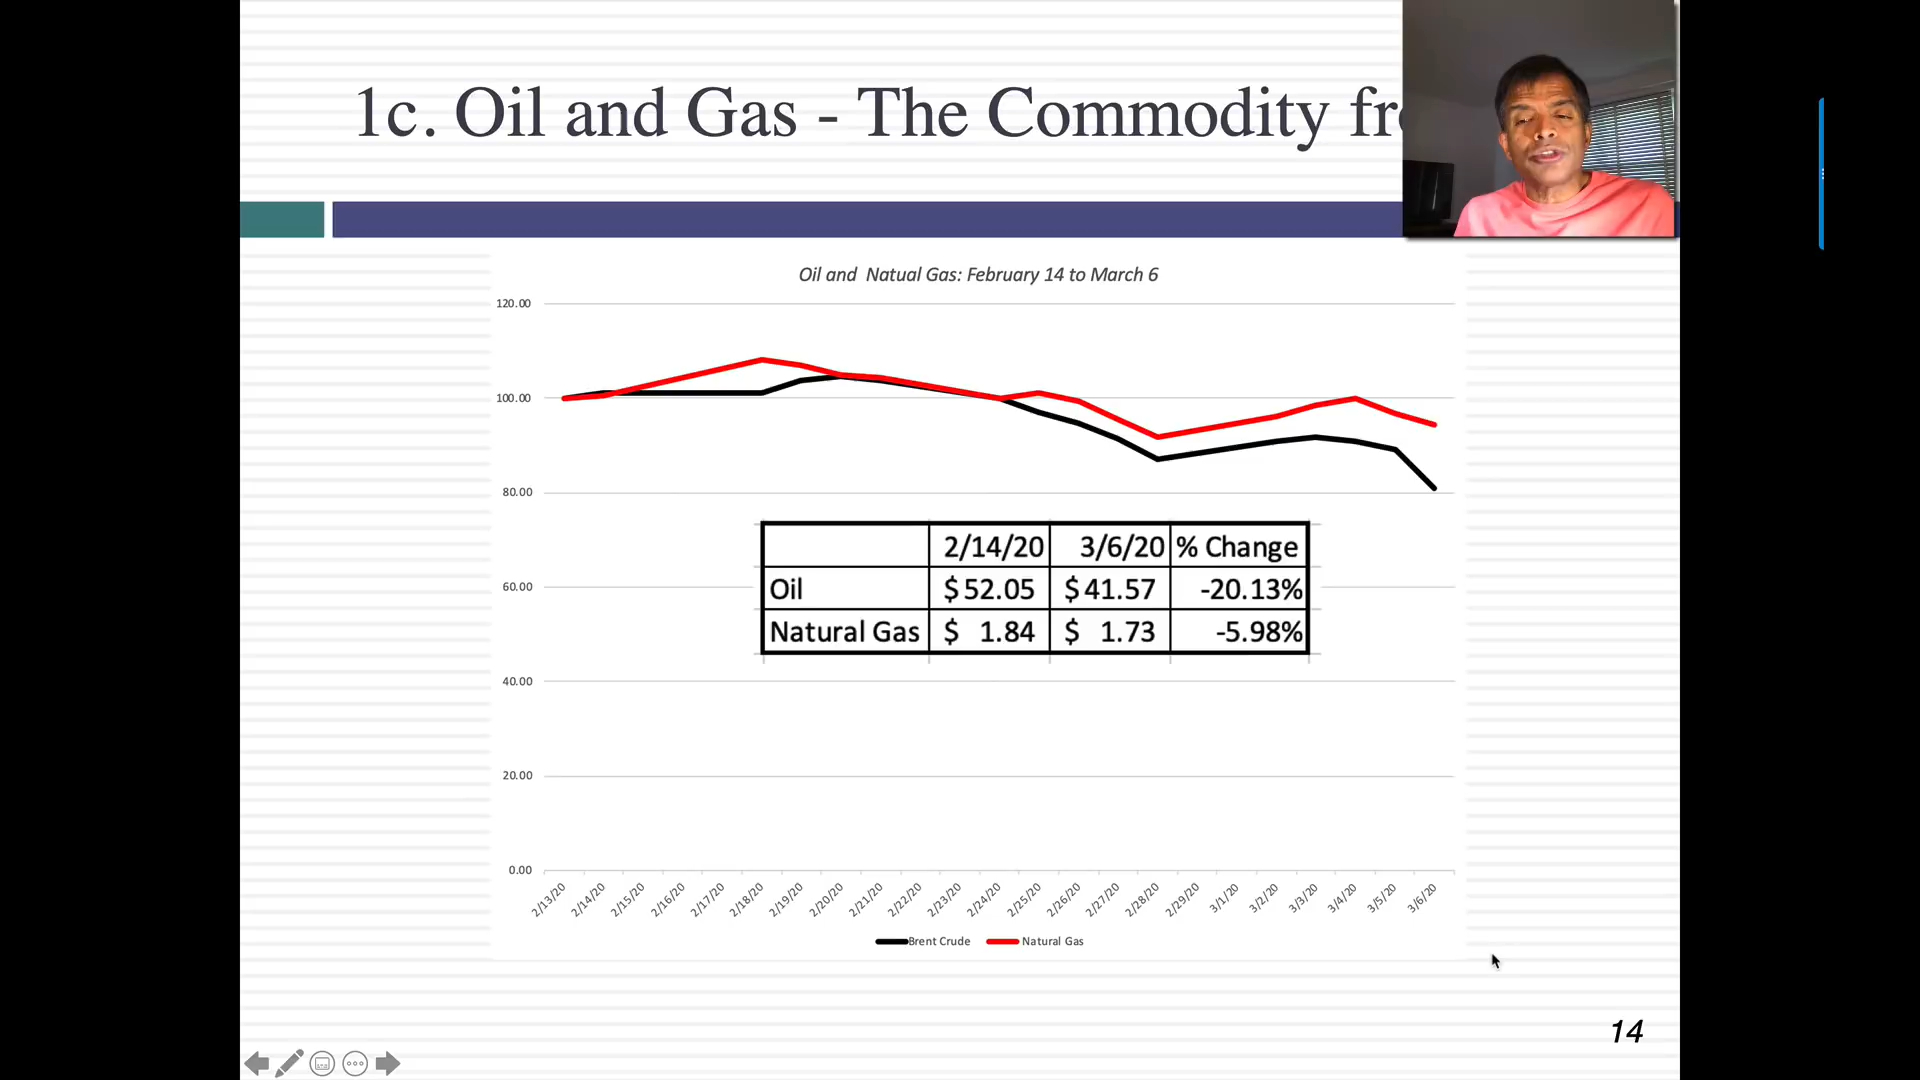 1c. Oil and Gas - The Commodity
Oil and Natual Gas: February 14 to March 6
120.00
100.00
80.00
60.00
40.00
20.00
0.00
2/14/20 3/6/20 % Change
Oil $52.05 $41.57 -20.13%
Natural Gas $ 1.84 $ 1.73 -5.98%
2/13/20 2/14/20 2/15/20 2/16/20 2/17/20 2/18/20 2/19/20 2/20/20 2/21/20 2/22/20 2/23/20 2/24/20 2/25/20 2/26/20 2/27/20 2/28/20 2/29/20 3/1/20 3/2/20 3/3/20 3/4/20 3/5/20 3/6/20
Brent Crude Natural Gas
14